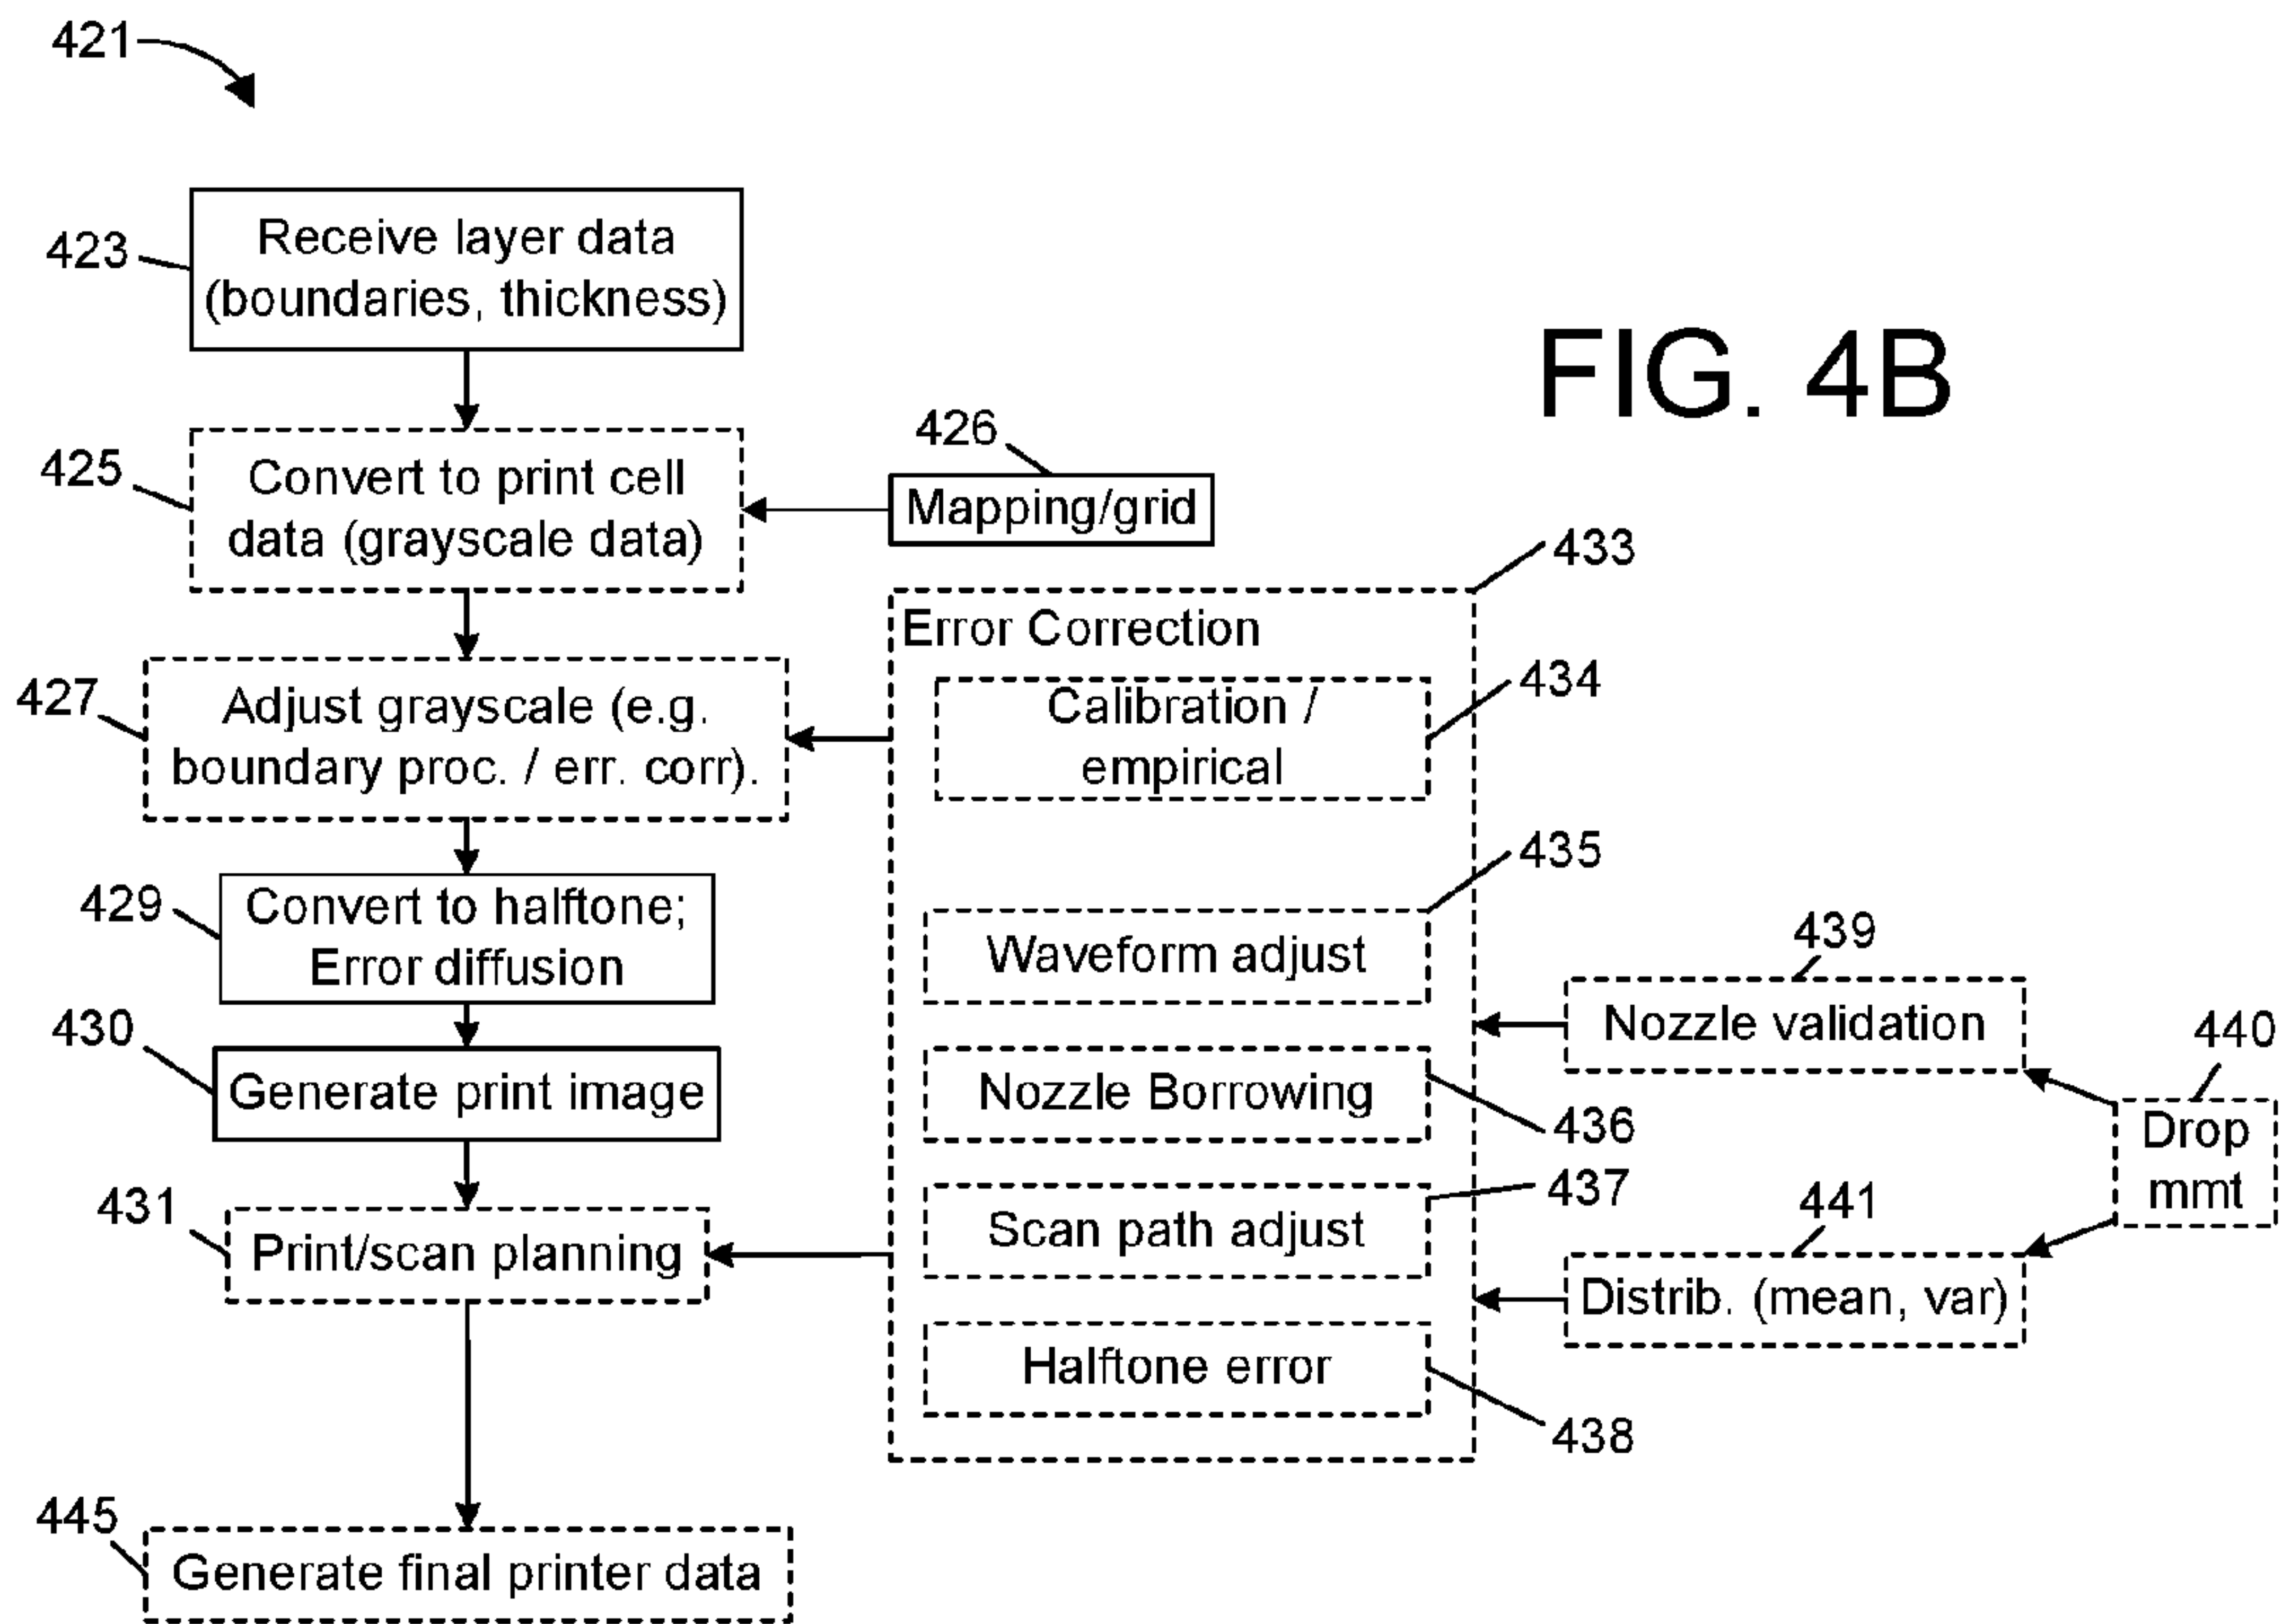 421
423
Receive layer data
(boundaries, thickness)
FIG. 4B
425
Convert to print cell
data (grayscale data)
426
Mapping/grid
427
Adjust grayscale (e.g.
boundary proc. / err. corr).
433
Error Correction
434
Calibration /
empirical
429
Convert to halftone;
Error diffusion
435
Waveform adjust
439
Nozzle validation
440
Drop
mmt
430
Generate print image
Nozzle Borrowing
436
431
Print/scan planning
437
Scan path adjust
441
Distrib. (mean, var)
Halftone error
438
445
Generate final printer data